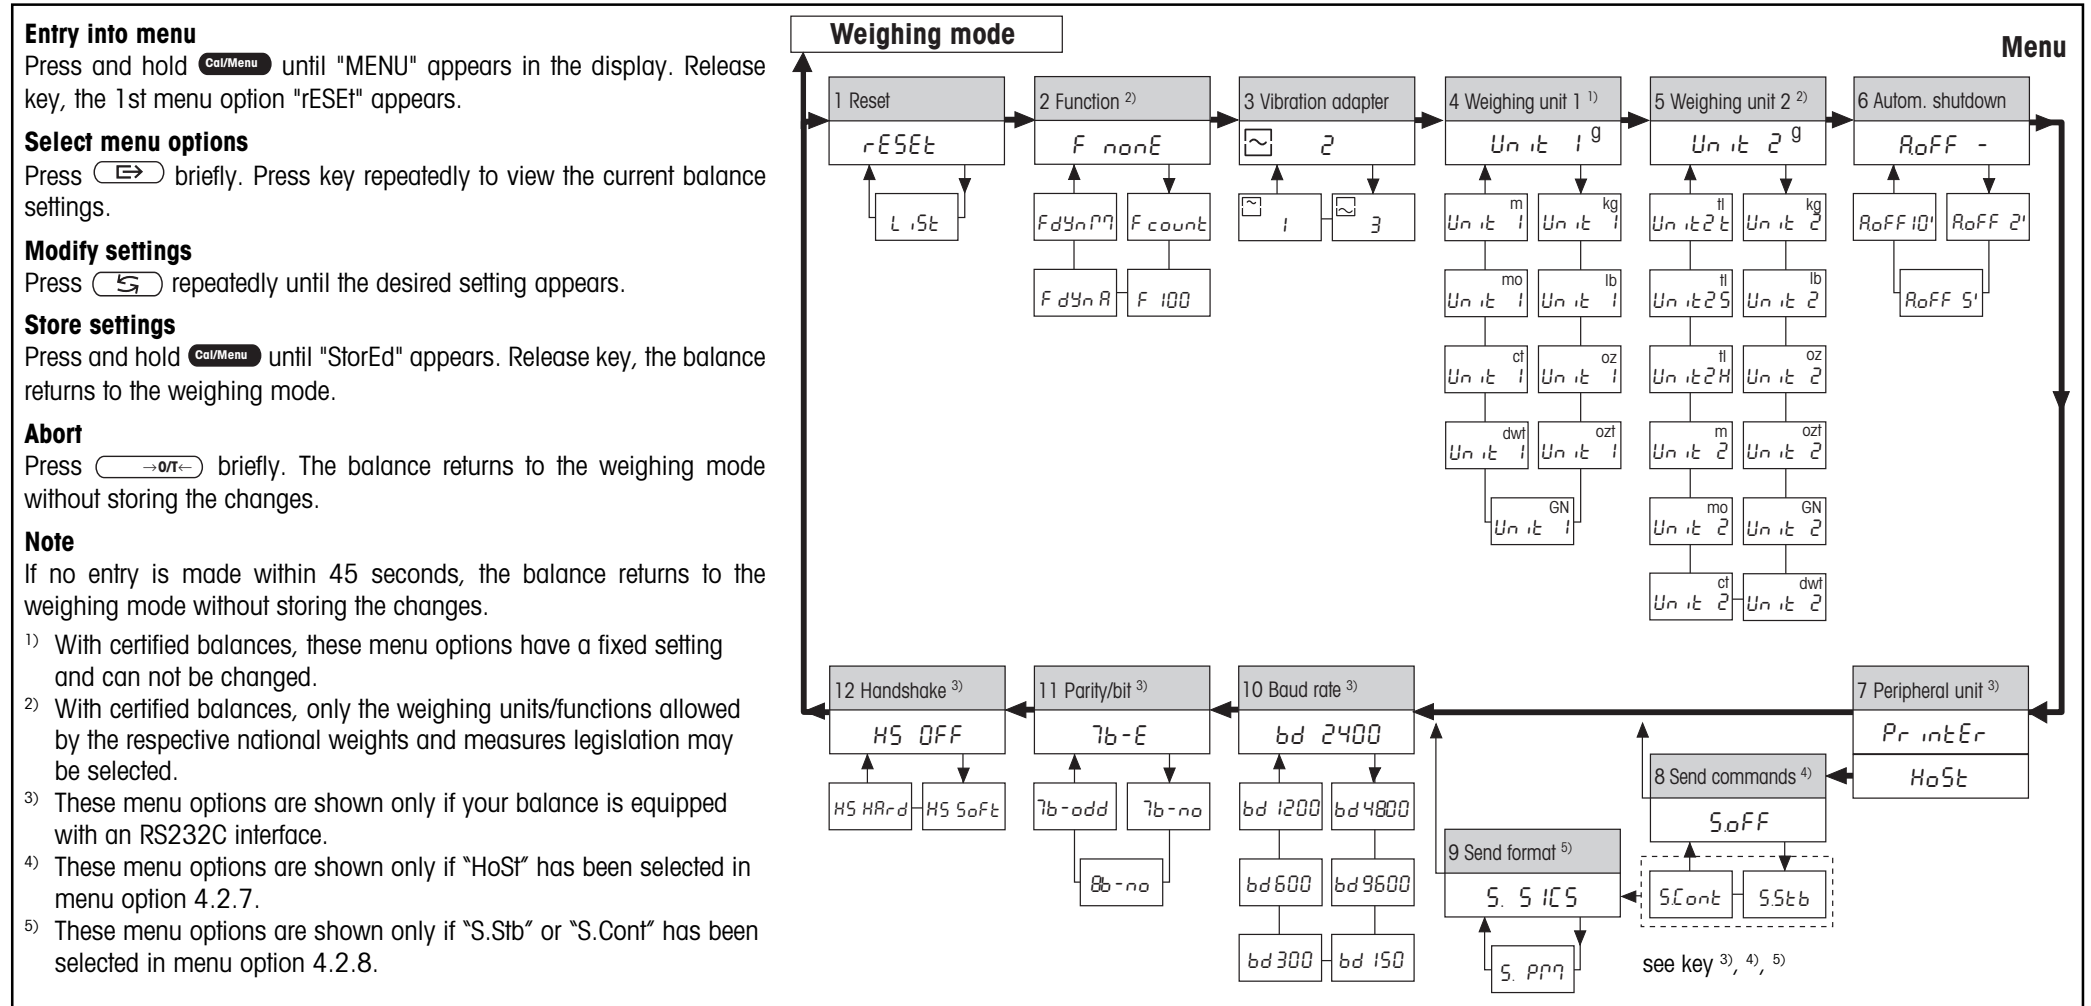 Entry into menu
Press and hold Cal/Menu until "MENU" appears in the display. Release
key, the 1st menu option "rESEt" appears.
Select menu options
Press briefly. Press key repeatedly to view the current balance
settings.
Modify settings
Press repeatedly until the desired setting appears.
Store settings
Press and hold Cal/Menu until "StorEd" appears. Release key, the balance
returns to the weighing mode.
Abort
Press →0/T← briefly. The balance returns to the weighing mode
without storing the changes.
Note
If no entry is made within 45 seconds, the balance returns to the
weighing mode without storing the changes.
1) With certified balances, these menu options have a fixed setting
and can not be changed.
2) With certified balances, only the weighing units/functions allowed
by the respective national weights and measures legislation may
be selected.
3) These menu options are shown only if your balance is equipped
with an RS232C interface.
4) These menu options are shown only if “HoSt” has been selected in
menu option 4.2.7.
5) These menu options are shown only if “S.Stb” or “S.Cont” has been
selected in menu option 4.2.8.
Weighing mode
Menu
1 Reset
rESEt
L iSt
2 Function 2)
F nonE
F dYn M
F count
F dYn A
F 100
3 Vibration adapter
2
1
3
4 Weighing unit 1 1)
Unit 1 g
Unit 1 m
Unit 1 kg
Unit 1 mo
Unit 1 lb
Unit 1 ct
Unit 1 oz
Unit 1 dwt
Unit 1 ozt
Unit 1 GN
5 Weighing unit 2 2)
Unit 2 g
Unit2t tl
Unit 2 kg
Unit2S tl
Unit 2 lb
Unit2H tl
Unit 2 oz
Unit 2 m
Unit 2 ozt
Unit 2 mo
Unit 2 GN
Unit 2 ct
Unit 2 dwt
6 Autom. shutdown
A.oFF -
A.oFF 10'
A.oFF 2'
A.oFF 5'
7 Peripheral unit 3)
PrintEr
HoSt
8 Send commands 4)
S.oFF
S.Cont
S.Stb
see key 3), 4), 5)
9 Send format 5)
S. SICS
S. PM
10 Baud rate 3)
bd 2400
bd 1200
bd 4800
bd 600
bd 9600
bd 300
bd 150
11 Parity/bit 3)
7b-E
7b-odd
7b-no
8b-no
12 Handshake 3)
HS OFF
HS HArd
HS SoFt